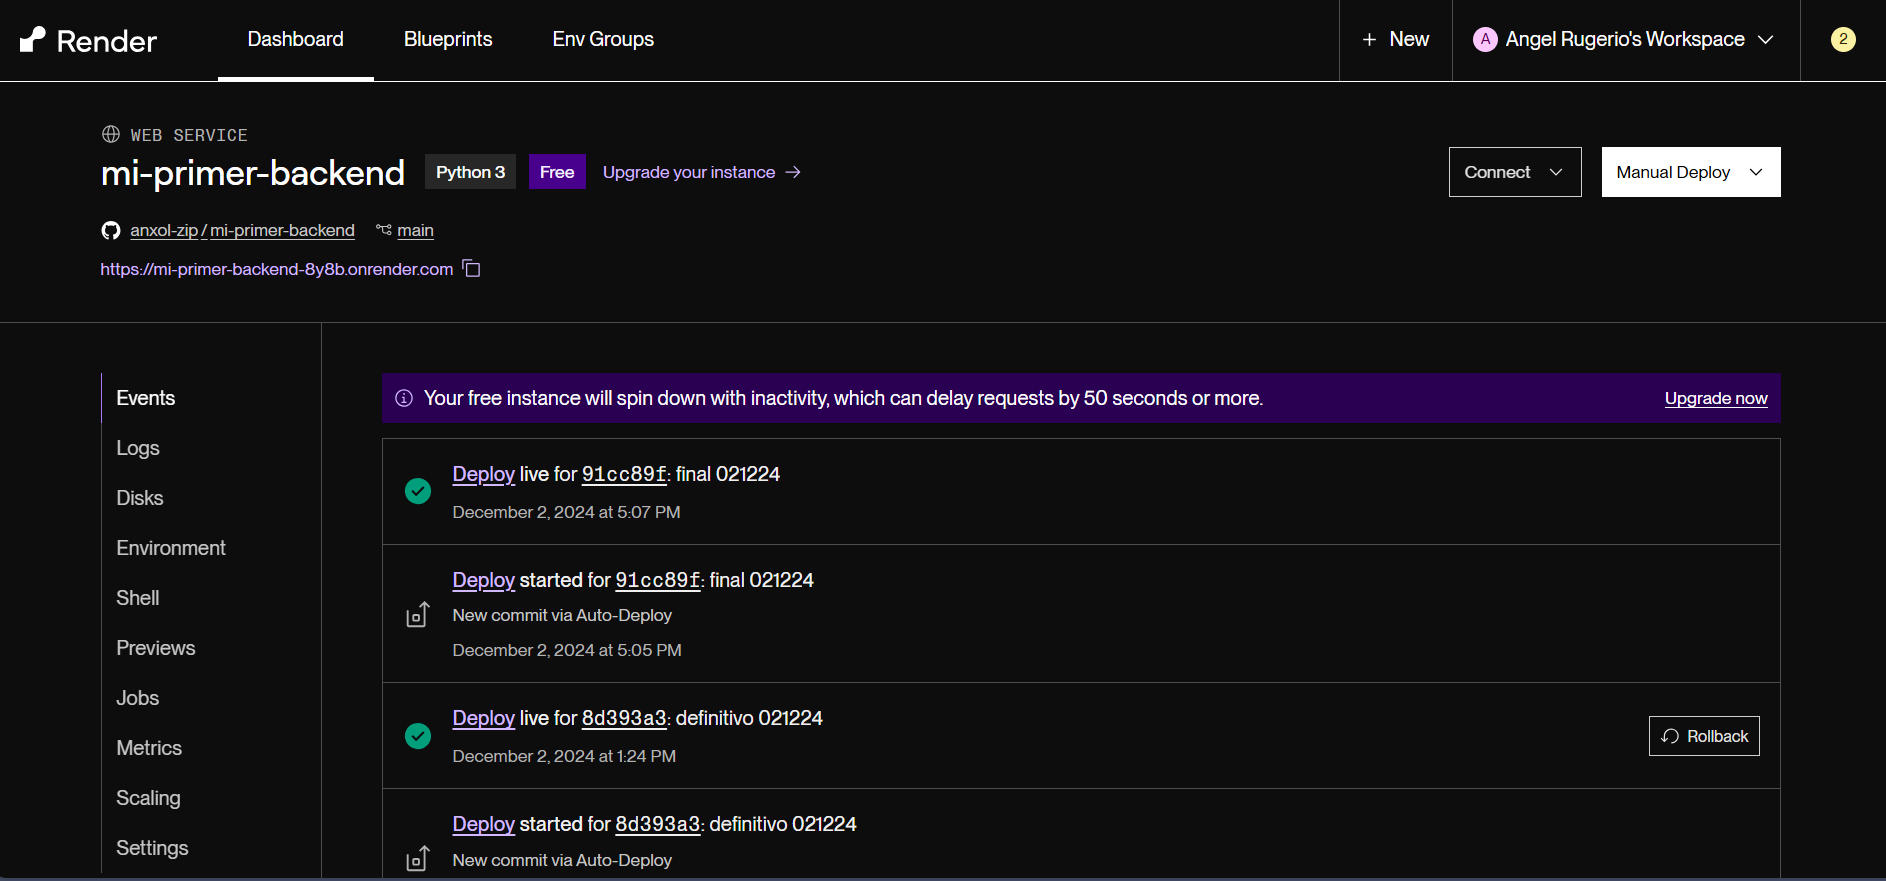 Render
Dashboard
Blueprints
Env Groups
+ New
A Angel Rugerio's Workspace
2
WEB SERVICE
mi-primer-backend
Python 3
Free
Upgrade your instance →
Connect
Manual Deploy
anxol-zip / mi-primer-backend
main
https://mi-primer-backend-8y8b.onrender.com
Events
Logs
Disks
Environment
Shell
Previews
Jobs
Metrics
Scaling
Settings
Your free instance will spin down with inactivity, which can delay requests by 50 seconds or more.
Upgrade now
Deploy live for 91cc89f: final 021224
December 2, 2024 at 5:07 PM
Deploy started for 91cc89f: final 021224
New commit via Auto-Deploy
December 2, 2024 at 5:05 PM
Deploy live for 8d393a3: definitivo 021224
December 2, 2024 at 1:24 PM
Rollback
Deploy started for 8d393a3: definitivo 021224
New commit via Auto-Deploy